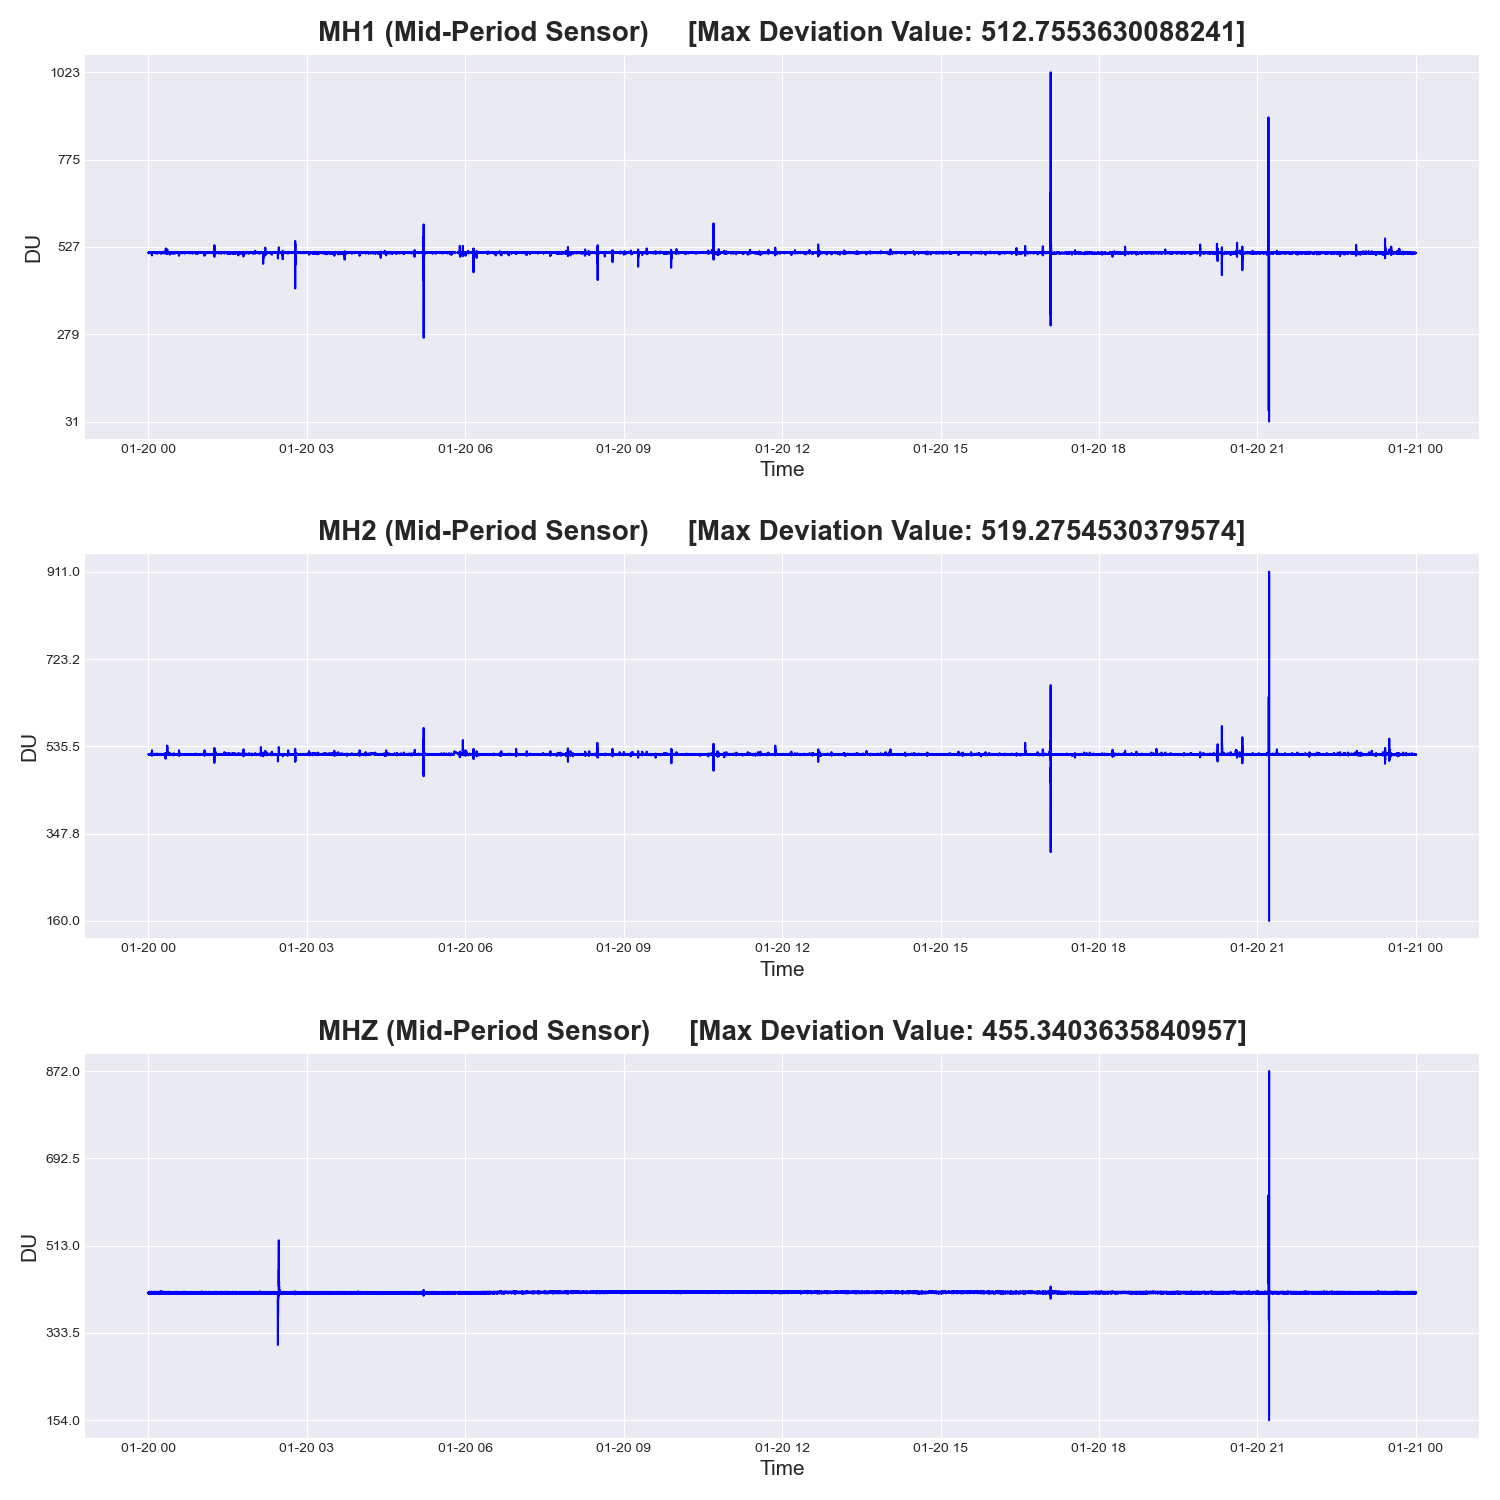 MH1 (Mid-Period Sensor) [Max Deviation Value: 512.7553630088241]
1023
775
527
279
31
DU
01-20 00 01-20 03 01-20 06 01-20 09 01-20 12 01-20 15 01-20 18 01-20 21 01-21 00
Time
MH2 (Mid-Period Sensor) [Max Deviation Value: 519.2754530379574]
911.0
723.2
535.5
347.8
160.0
DU
01-20 00 01-20 03 01-20 06 01-20 09 01-20 12 01-20 15 01-20 18 01-20 21 01-21 00
Time
MHZ (Mid-Period Sensor) [Max Deviation Value: 455.3403635840957]
872.0
692.5
513.0
333.5
154.0
DU
01-20 00 01-20 03 01-20 06 01-20 09 01-20 12 01-20 15 01-20 18 01-20 21 01-21 00
Time